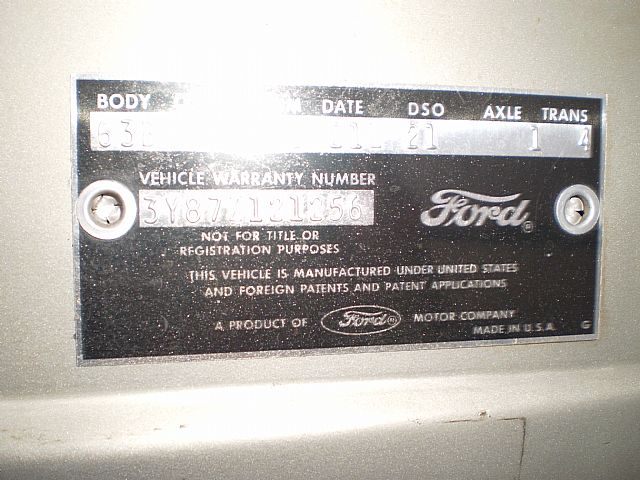 BODY DATE DSO AXLE TRANS
21 1 4
VEHICLE WARRANTY NUMBER
Ford
NOT FOR TITLE OR
REGISTRATION PURPOSES
THIS VEHICLE IS MANUFACTURED UNDER UNITED STATES
AND FOREIGN PATENTS AND PATENT APPLICATIONS
A PRODUCT OF Ford MOTOR COMPANY
MADE IN U.S.A. G